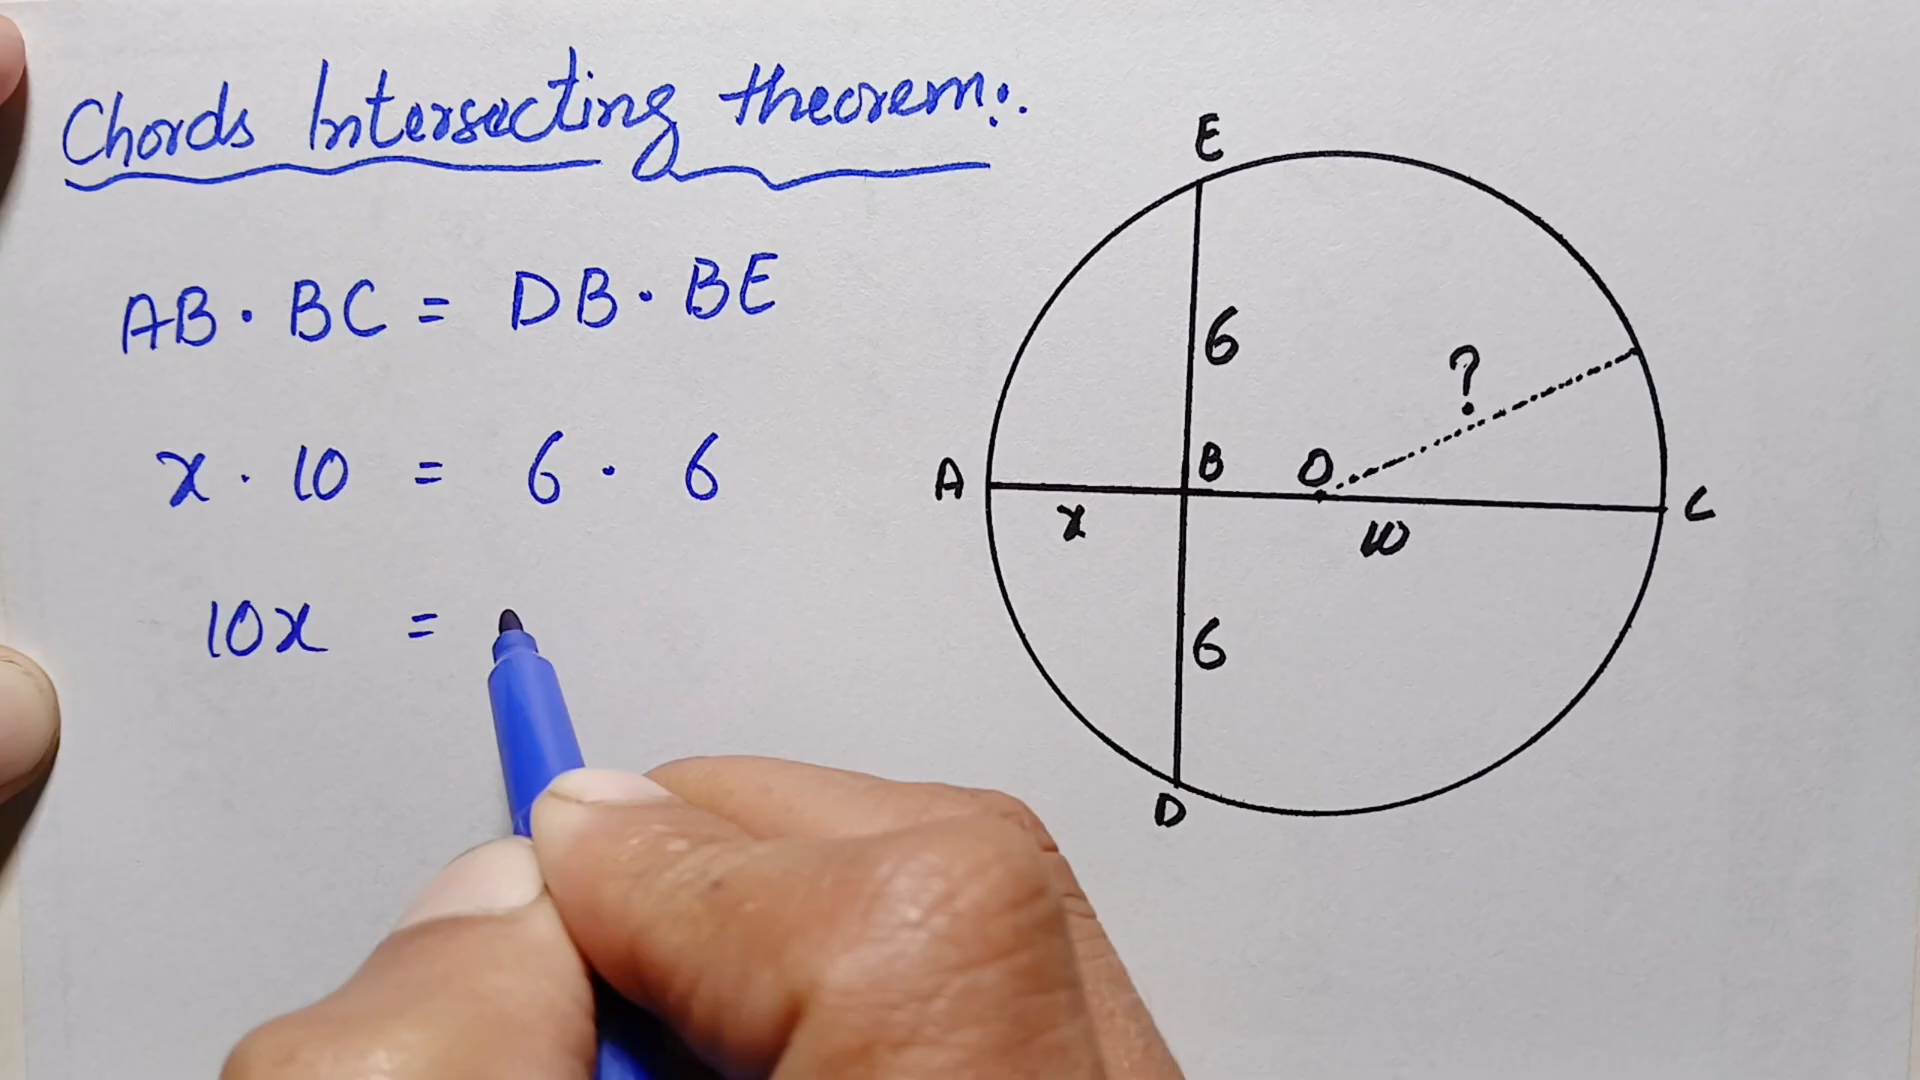 Chords Intersecting theorem:.
AB · BC = DB · BE
x · 10 = 6 · 6
10x =
E
6
?
A
B
O
C
x
10
6
D